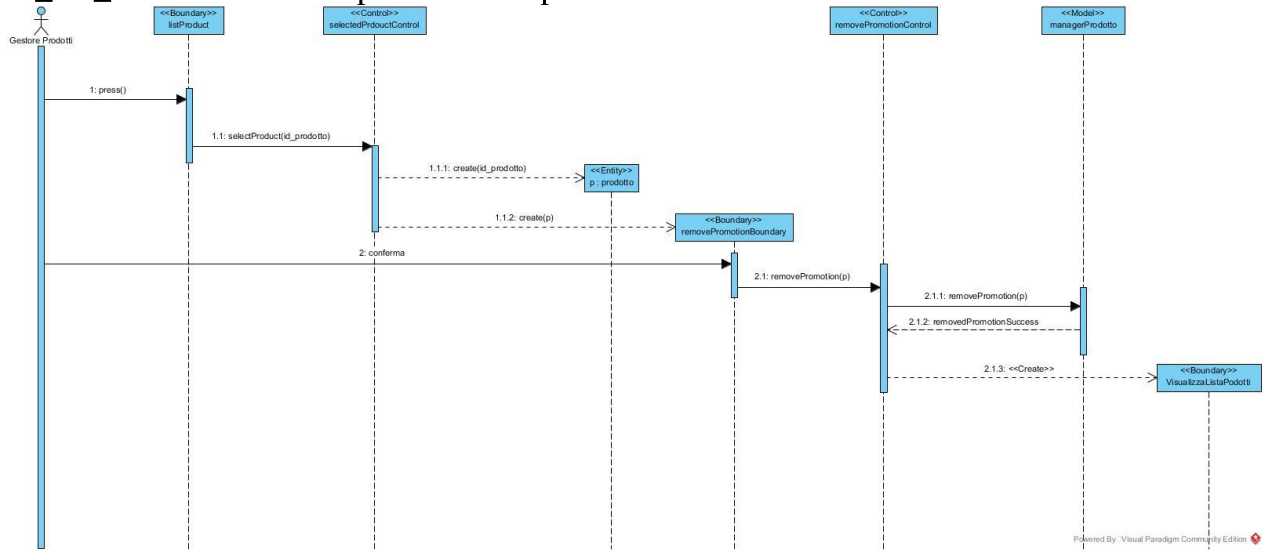 <<Boundary>>
listProduct
<<Control>>
selectedPrdouctControl
<<Control>>
removePromotionControl
<<Model>>
managerProdotto
Gestore Prodotti
1: press()
1.1: selectProduct(id_prodotto)
1.1.1: create(id_prodotto)
<<Entity>>
p : prodotto
1.1.2: create(p)
<<Boundary>>
removePromotionBoundary
2: conferma
2.1: removePromotion(p)
2.1.1: removePromotion(p)
2.1.2: removedPromotionSuccess
2.1.3: <<Create>>
<<Boundary>>
VisualizzaListaPodotti
Powered By Visual Paradigm Community Edition